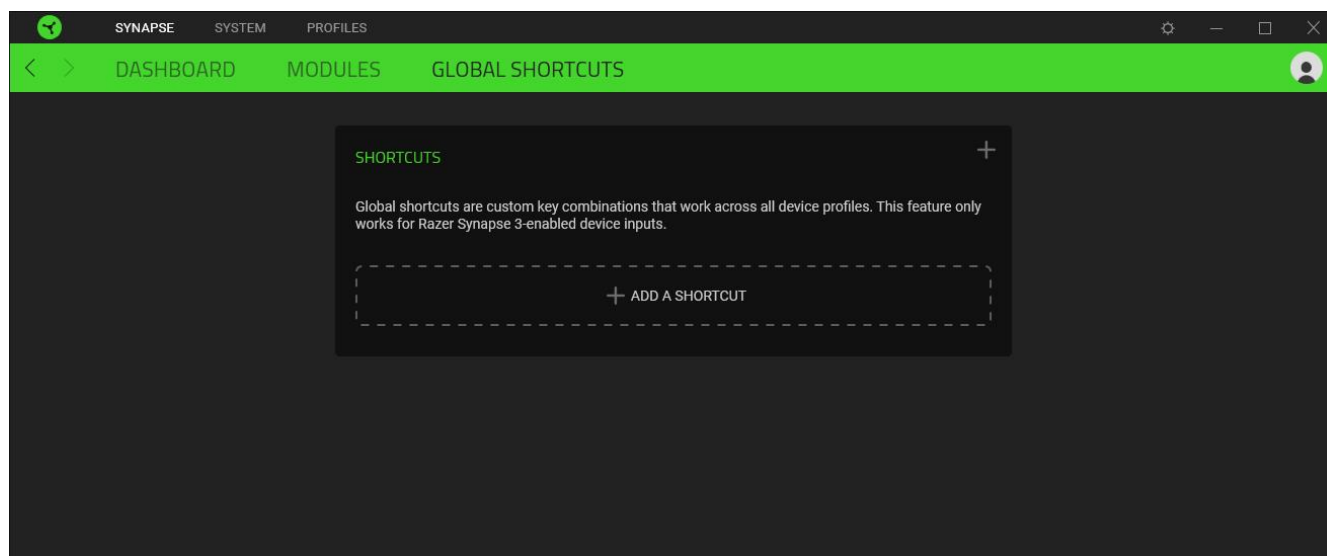 SYNAPSE SYSTEM PROFILES
DASHBOARD MODULES GLOBAL SHORTCUTS
SHORTCUTS
Global shortcuts are custom key combinations that work across all device profiles. This feature only
works for Razer Synapse 3-enabled device inputs.
ADD A SHORTCUT